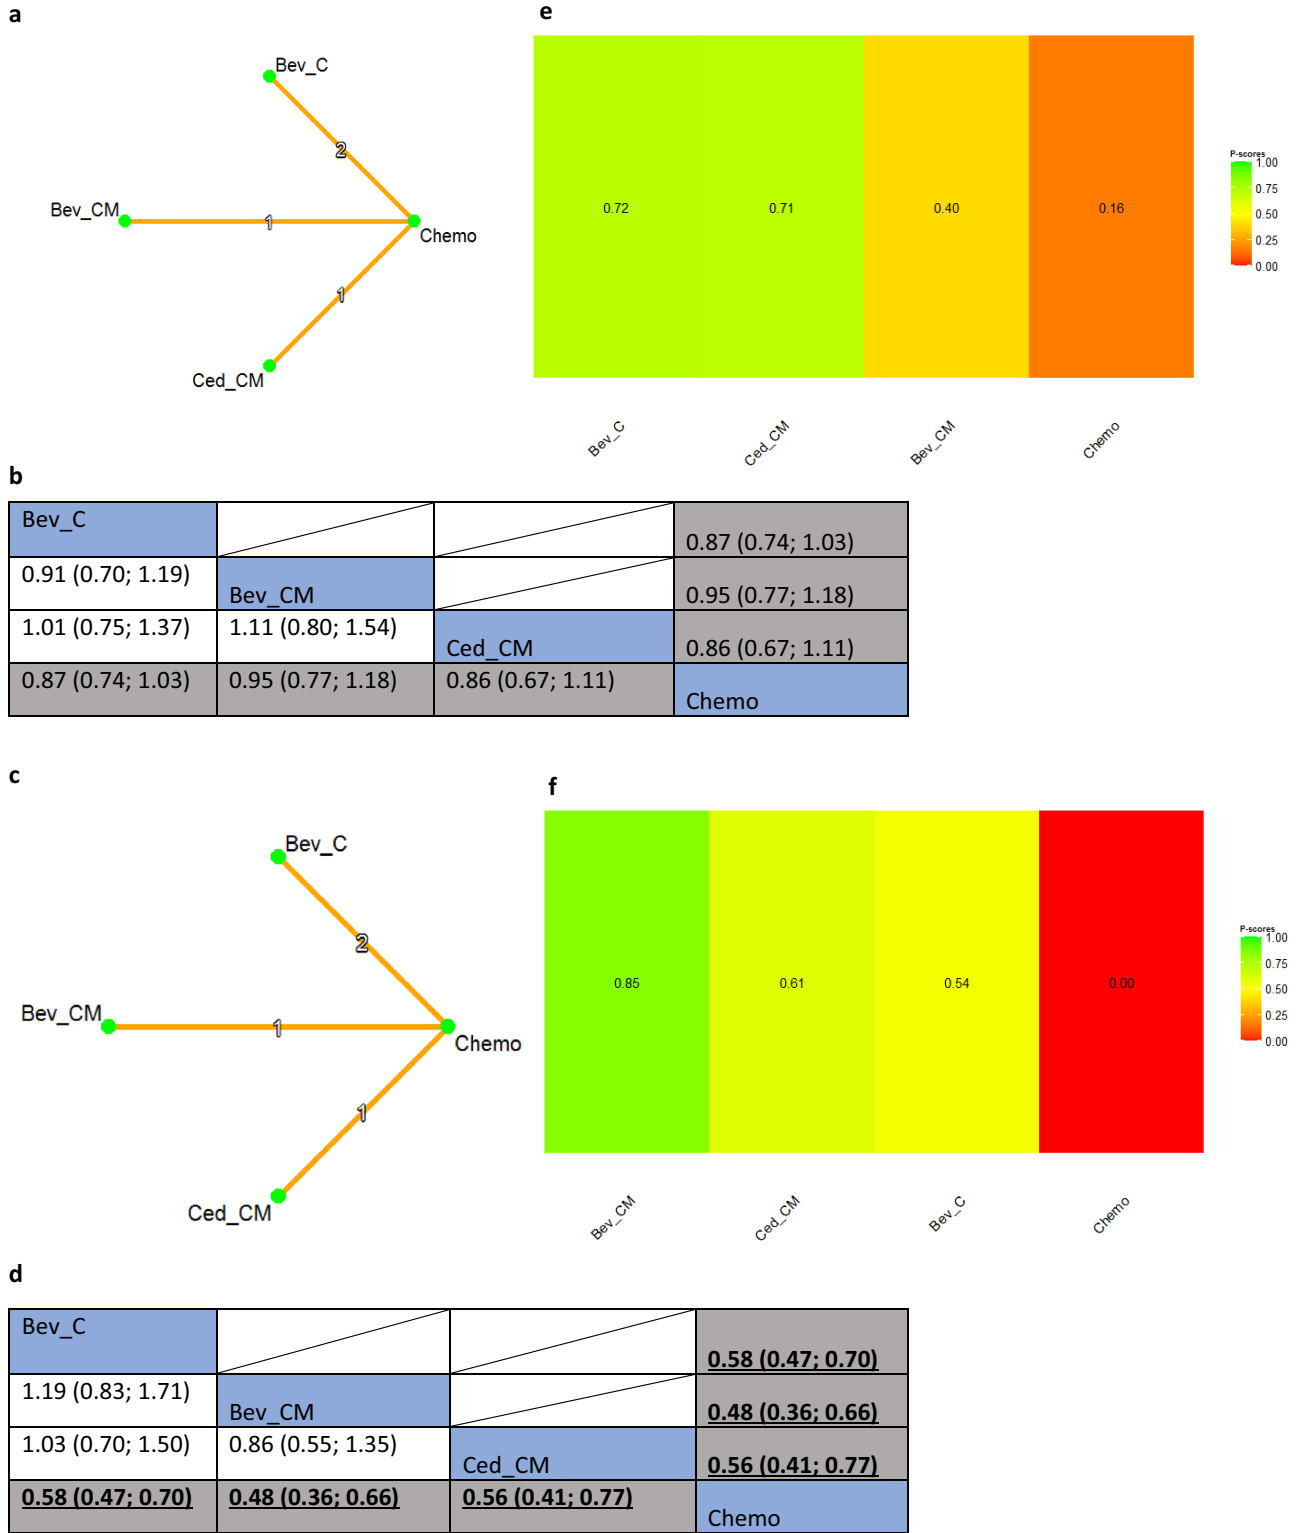 a
Bev_C
2
Bev_CM
1
Chemo
1
Ced_CM
e
0.72 0.71 0.40 0.16
Bev_C Ced_CM Bev_CM Chemo
P-scores
1.00
0.75
0.50
0.25
0.00
b
Bev_C 0.87 (0.74; 1.03)
0.91 (0.70; 1.19) Bev_CM 0.95 (0.77; 1.18)
1.01 (0.75; 1.37) 1.11 (0.80; 1.54) Ced_CM 0.86 (0.67; 1.11)
0.87 (0.74; 1.03) 0.95 (0.77; 1.18) 0.86 (0.67; 1.11) Chemo
c
Bev_C
2
Bev_CM
1
Chemo
1
Ced_CM
f
0.85 0.61 0.54 0.00
Bev_CM Ced_CM Bev_C Chemo
P-scores
1.00
0.75
0.50
0.25
0.00
d
Bev_C 0.58 (0.47; 0.70)
1.19 (0.83; 1.71) Bev_CM 0.48 (0.36; 0.66)
1.03 (0.70; 1.50) 0.86 (0.55; 1.35) Ced_CM 0.56 (0.41; 0.77)
0.58 (0.47; 0.70) 0.48 (0.36; 0.66) 0.56 (0.41; 0.77) Chemo